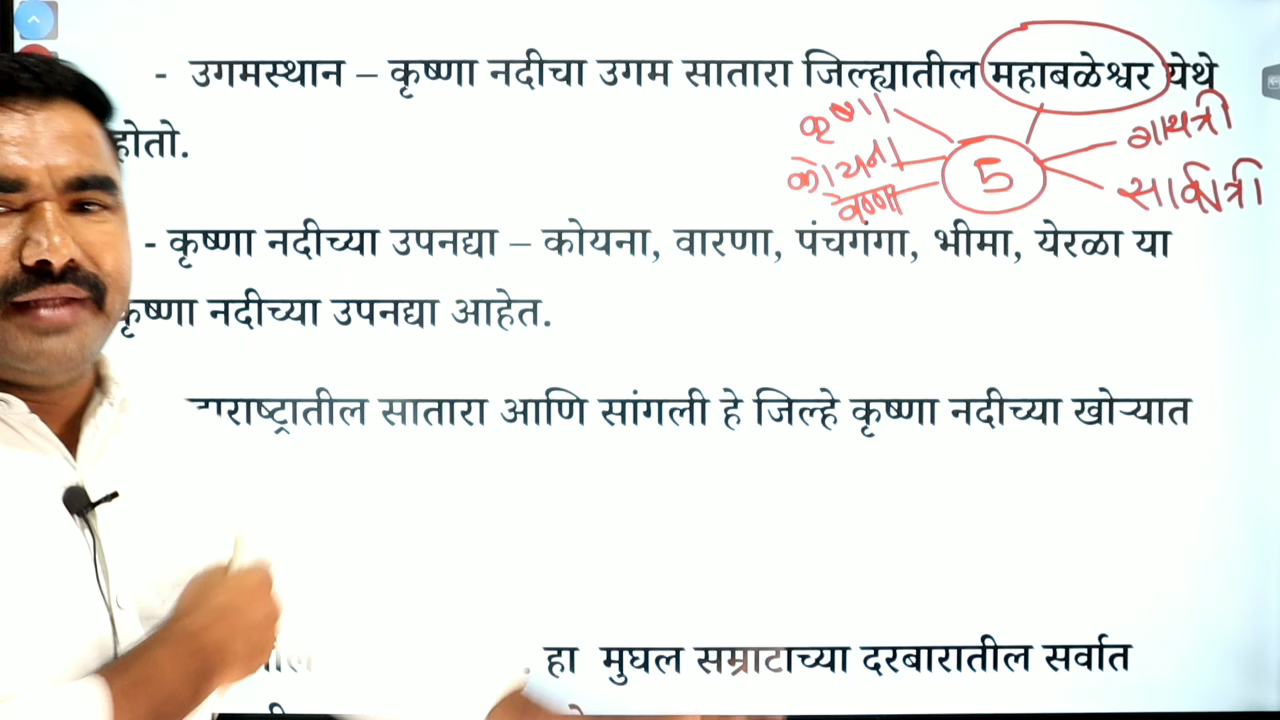 - उगमस्थान – कृष्णा नदीचा उगम सातारा जिल्ह्यातील महाबळेश्वर येथे
होतो.
कृष्णा
कोयना
वेण्णा
5
गायत्री
सावित्री
- कृष्णा नदीच्या उपनद्या – कोयना, वारणा, पंचगंगा, भीमा, येरळा या
कृष्णा नदीच्या उपनद्या आहेत.
सातारा आणि सांगली हे जिल्हे कृष्णा नदीच्या खोऱ्यात
. हा मुघल सम्राटाच्या दरबारातील सर्वात